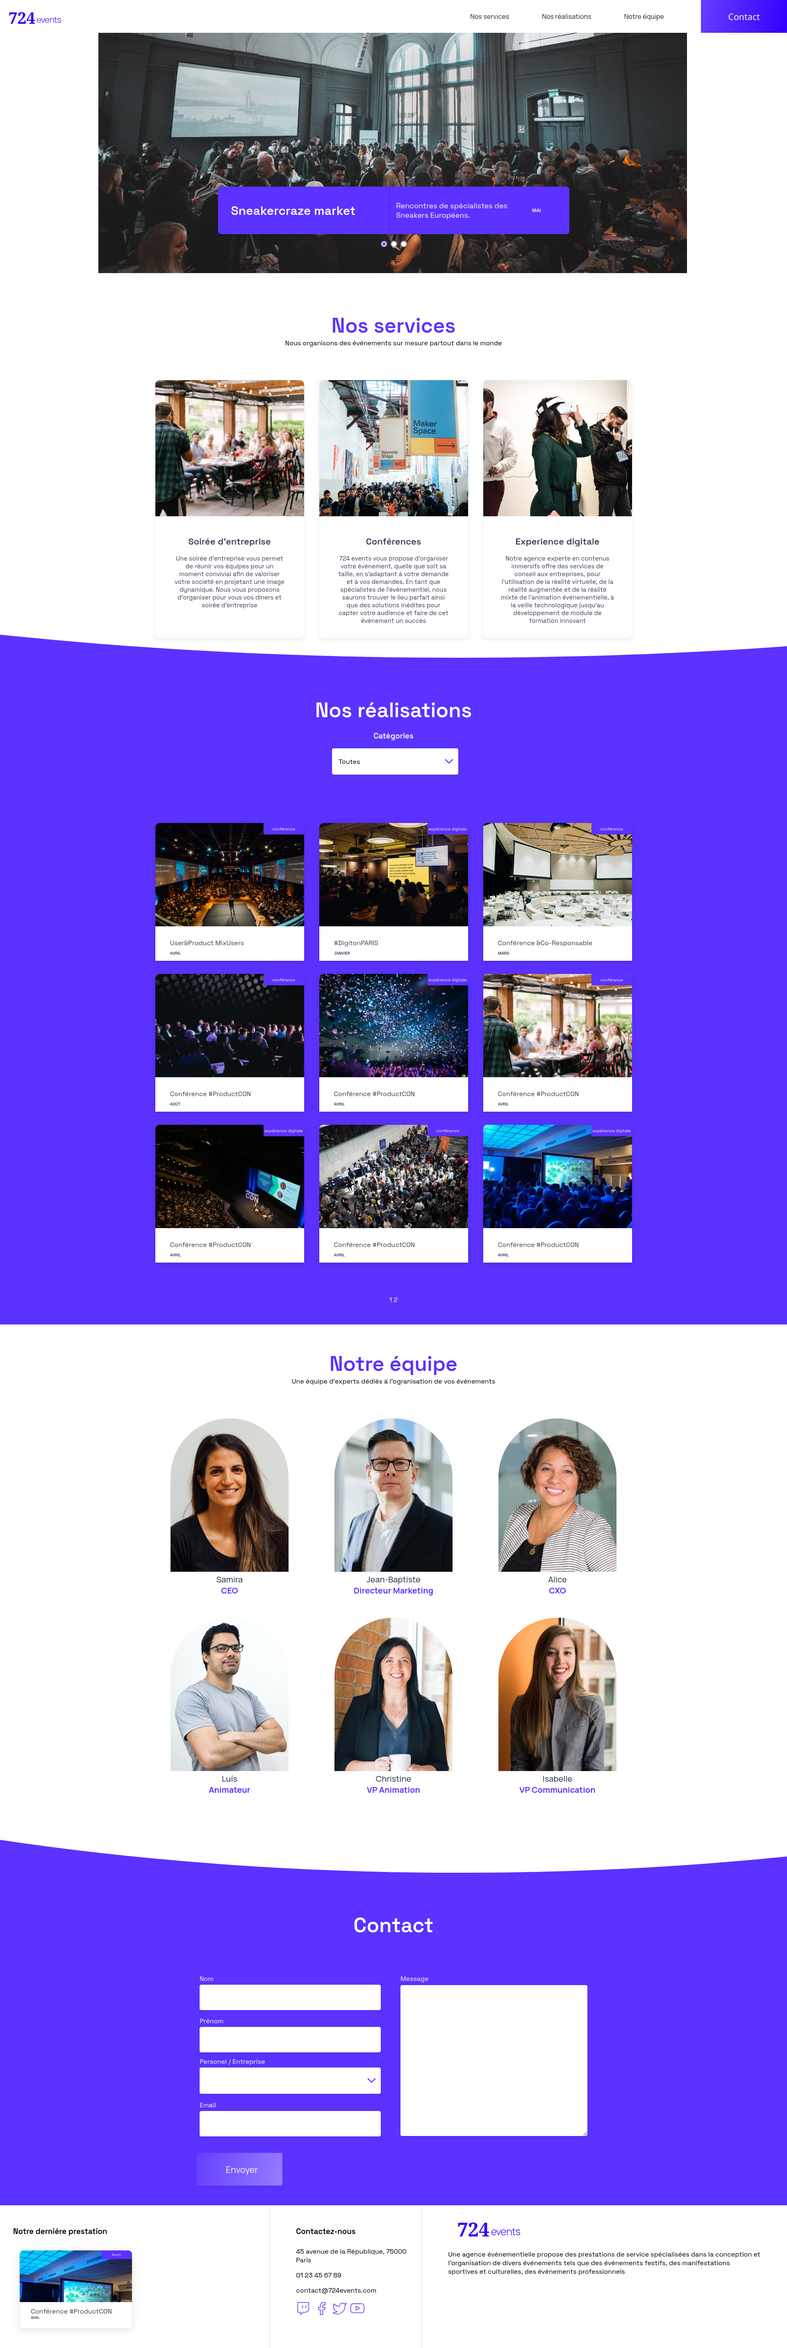 724 events
Nos services
Nos réalisations
Notre équipe
Contact
Sneakercraze market
Rencontres de spécialistes des
Sneakers Européens.
MAI
Nos services
Nous organisons des événements sur mesure partout dans le monde
Maker
Space
Keynote
Stage
WC
Soirée d'entreprise
Une soirée d'entreprise vous permet
de réunir vos équipes pour un
moment convivial afin de valoriser
votre société en projetant une image
dynamique. Nous vous proposons
d'organiser pour vous vos diners et
soirée d'entreprise
Conférences
724 events vous propose d'organiser
votre évènement, quelle que soit sa
taille, en s'adaptant à votre demande
et à vos demandes. En tant que
spécialistes de l'évènementiel, nous
saurons trouver le lieu parfait ainsi
que des solutions inédites pour
capter votre audience et faire de cet
évènement un succès
Experience digitale
Notre agence experte en contenus
immersifs offre des services de
conseil aux entreprises, pour
l'utilisation de la réalité virtuelle, de la
réalité augmentée et de la réalité
mixte de l'animation événementielle, à
la veille technologique jusqu'au
développement de module de
formation innovant
Nos réalisations
Catégories
Toutes
conférence
User&Product MixUsers
AVRIL
expérience digitale
#DigitonPARIS
JANVIER
conférence
Conférence &Co-Responsable
MARS
conférence
Conférence #ProductCON
AOÛT
expérience digitale
Conférence #ProductCON
AVRIL
conférence
Conférence #ProductCON
AVRIL
expérience digitale
CON
Conférence #ProductCON
AVRIL
conférence
Conférence #ProductCON
AVRIL
expérience digitale
Conférence #ProductCON
AVRIL
1 2
Notre équipe
Une équipe d'experts dédiés à l'ogranisation de vos événements
Samira
CEO
Jean-Baptiste
Directeur Marketing
Alice
CXO
Luís
Animateur
Christine
VP Animation
Isabelle
VP Communication
Contact
Nom
Prénom
Personel / Entreprise
Email
Message
Envoyer
Notre derniére prestation
Conférence #ProductCON
AVRIL
Contactez-nous
45 avenue de la République, 75000
Paris
01 23 45 67 89
contact@724events.com
724 events
Une agence événementielle propose des prestations de service spécialisées dans la conception et
l'organisation de divers événements tels que des événements festifs, des manifestations
sportives et culturelles, des événements professionnels